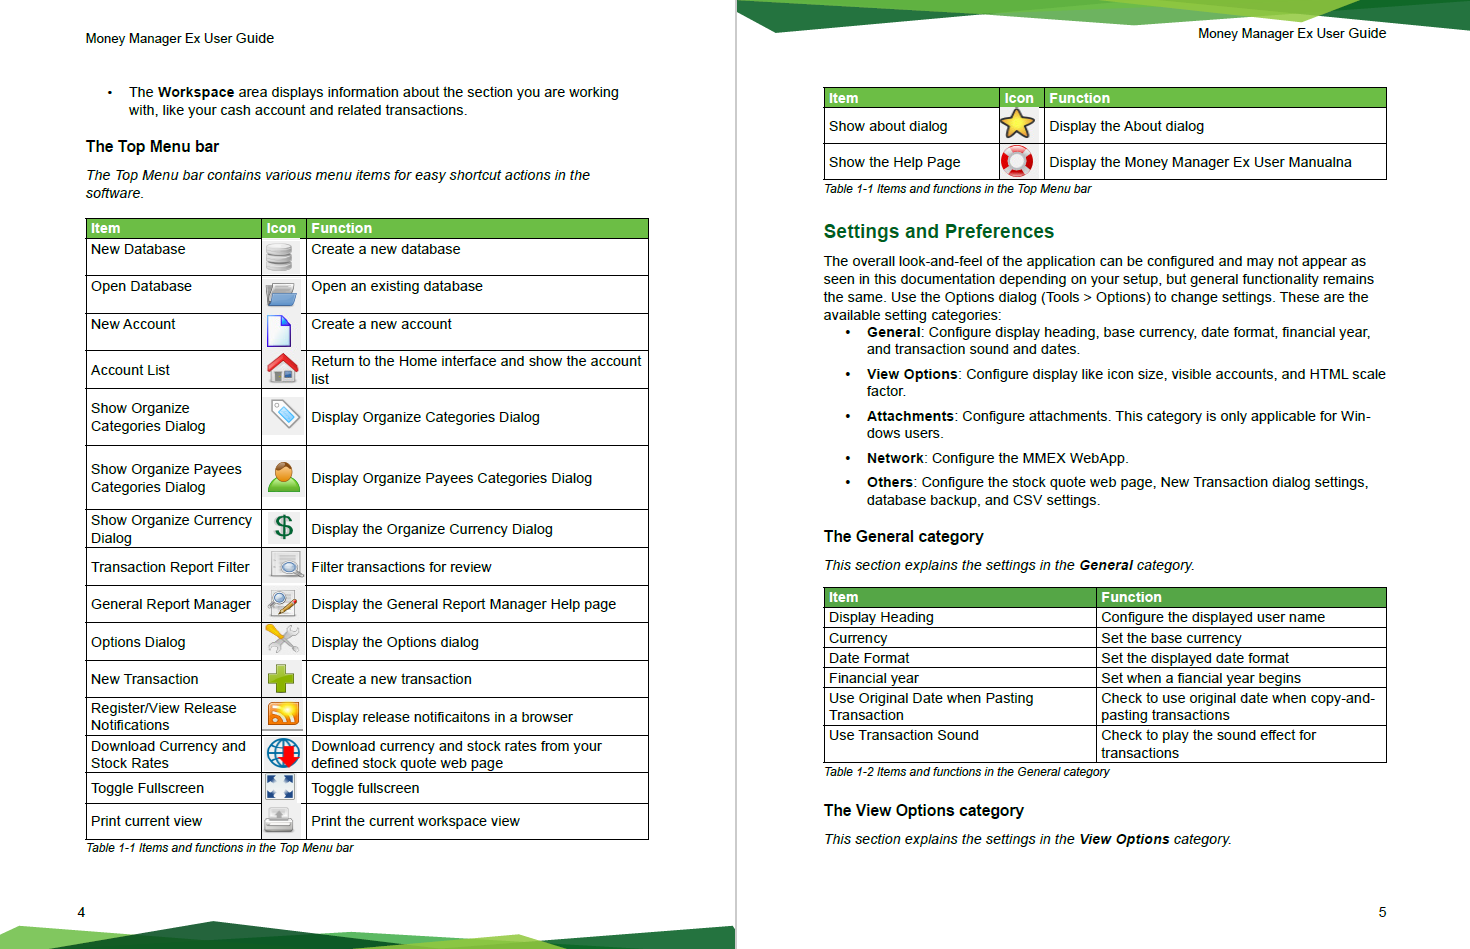 Money Manager Ex User Guide
• The Workspace area displays information about the section you are working
with, like your cash account and related transactions.
The Top Menu bar
The Top Menu bar contains various menu items for easy shortcut actions in the
software.
Item Icon Function
New Database Create a new database
Open Database Open an existing database
New Account Create a new account
Account List Return to the Home interface and show the account
list
Show Organize
Categories Dialog Display Organize Categories Dialog
Show Organize Payees
Categories Dialog Display Organize Payees Categories Dialog
Show Organize Currency
Dialog Display the Organize Currency Dialog
Transaction Report Filter Filter transactions for review
General Report Manager Display the General Report Manager Help page
Options Dialog Display the Options dialog
New Transaction Create a new transaction
Register/View Release
Notifications Display release notificaitons in a browser
Download Currency and Download currency and stock rates from your
Stock Rates defined stock quote web page
Toggle Fullscreen Toggle fullscreen
Print current view Print the current workspace view
Table 1-1 Items and functions in the Top Menu bar
4
Money Manager Ex User Guide
Item Icon Function
Show about dialog Display the About dialog
Show the Help Page Display the Money Manager Ex User Manualna
Table 1-1 Items and functions in the Top Menu bar
Settings and Preferences
The overall look-and-feel of the application can be configured and may not appear as
seen in this documentation depending on your setup, but general functionality remains
the same. Use the Options dialog (Tools > Options) to change settings. These are the
available setting categories:
• General: Configure display heading, base currency, date format, financial year,
and transaction sound and dates.
• View Options: Configure display like icon size, visible accounts, and HTML scale
factor.
• Attachments: Configure attachments. This category is only applicable for Win-
dows users.
• Network: Configure the MMEX WebApp.
• Others: Configure the stock quote web page, New Transaction dialog settings,
database backup, and CSV settings.
The General category
This section explains the settings in the General category.
Item Function
Display Heading Configure the displayed user name
Currency Set the base currency
Date Format Set the displayed date format
Financial year Set when a fiancial year begins
Use Original Date when Pasting Check to use original date when copy-and-
Transaction pasting transactions
Use Transaction Sound Check to play the sound effect for
transactions
Table 1-2 Items and functions in the General category
The View Options category
This section explains the settings in the View Options category.
5